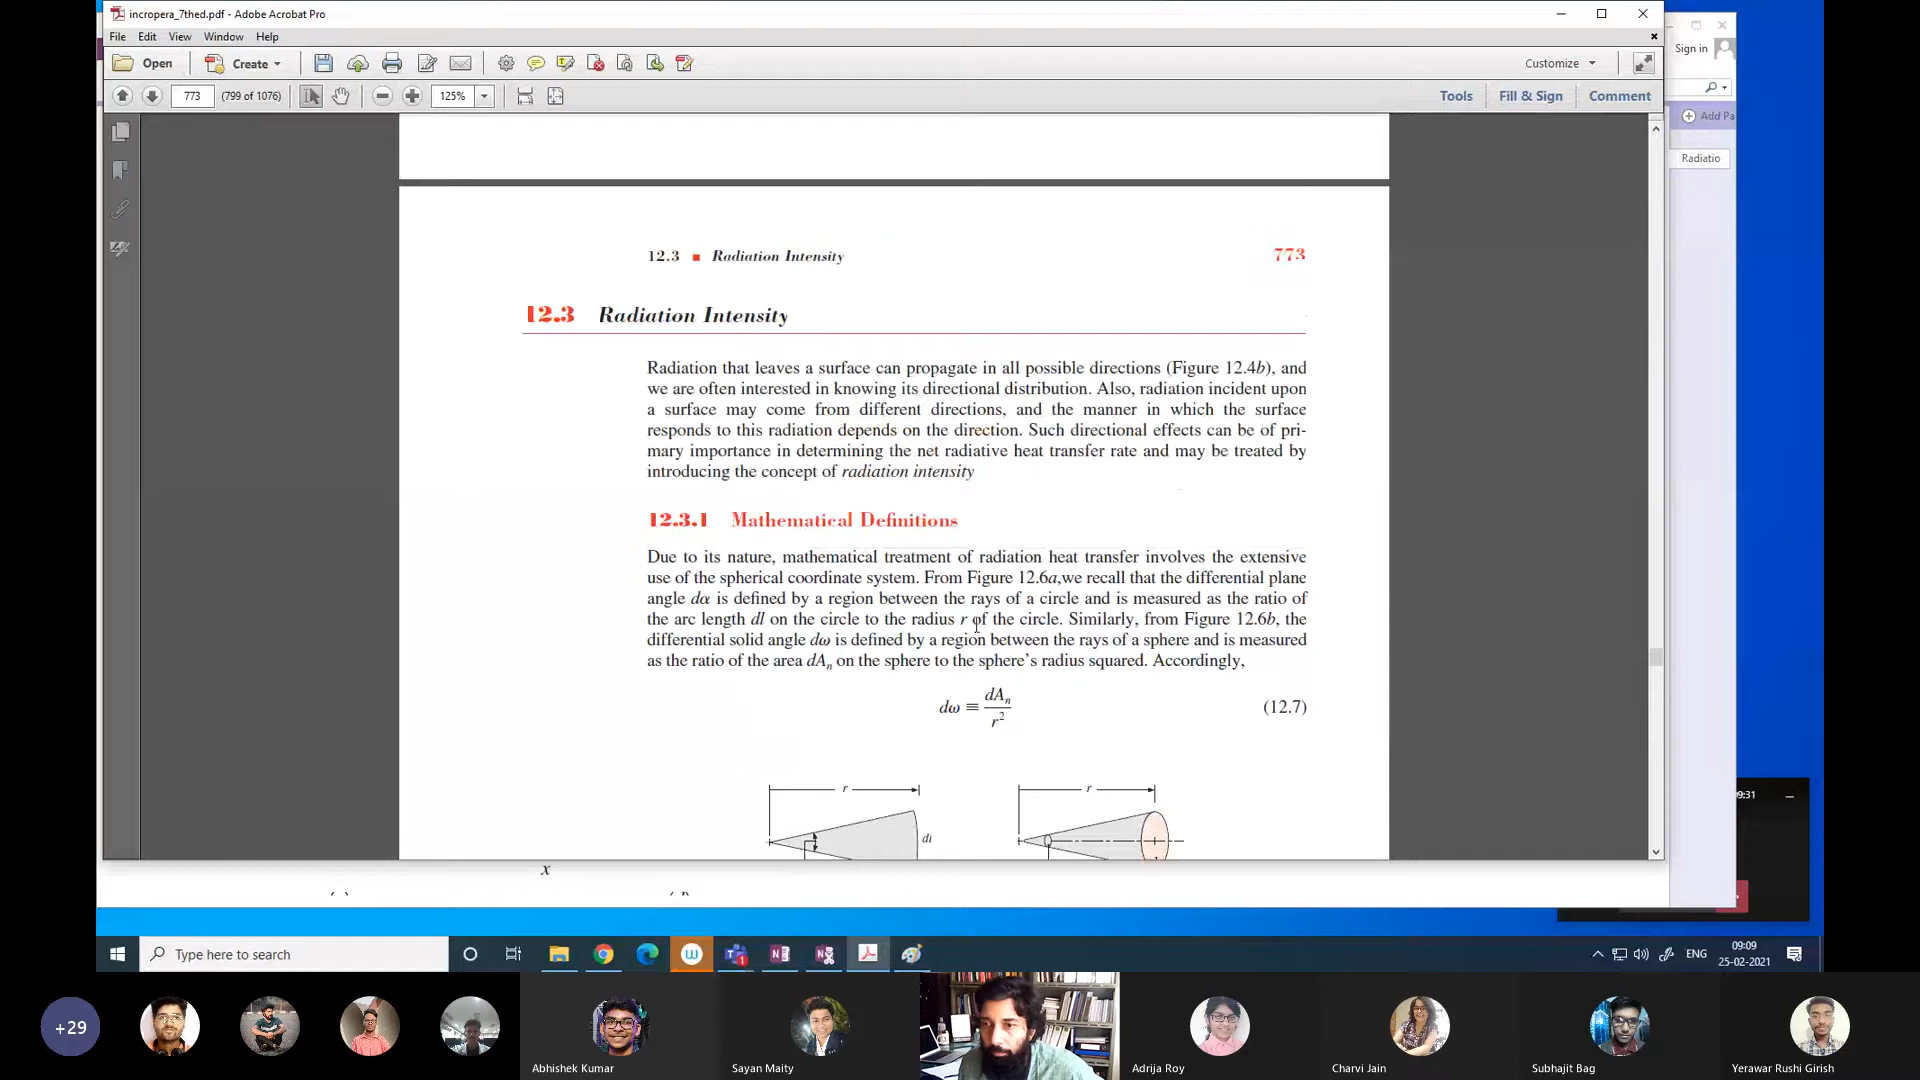 incropera_7thed.pdf - Adobe Acrobat Pro
File Edit View Window Help
Sign in
Open Create Customize
773 (799 of 1076) 125% Tools Fill & Sign Comment
Add Pa
Radiatio
12.3 ■ Radiation Intensity 773
12.3 Radiation Intensity
Radiation that leaves a surface can propagate in all possible directions (Figure 12.4b), and
we are often interested in knowing its directional distribution. Also, radiation incident upon
a surface may come from different directions, and the manner in which the surface
responds to this radiation depends on the direction. Such directional effects can be of pri-
mary importance in determining the net radiative heat transfer rate and may be treated by
introducing the concept of radiation intensity
12.3.1 Mathematical Definitions
Due to its nature, mathematical treatment of radiation heat transfer involves the extensive
use of the spherical coordinate system. From Figure 12.6a,we recall that the differential plane
angle dα is defined by a region between the rays of a circle and is measured as the ratio of
the arc length dl on the circle to the radius r of the circle. Similarly, from Figure 12.6b, the
differential solid angle dω is defined by a region between the rays of a sphere and is measured
as the ratio of the area dAn on the sphere to the sphere's radius squared. Accordingly,
dω ≡ dAn / r² (12.7)
r r
dl
09:31
x
Type here to search
ENG
09:09
25-02-2021
+29
Abhishek Kumar
Sayan Maity
Adrija Roy
Charvi Jain
Subhajit Bag
Yerawar Rushi Girish